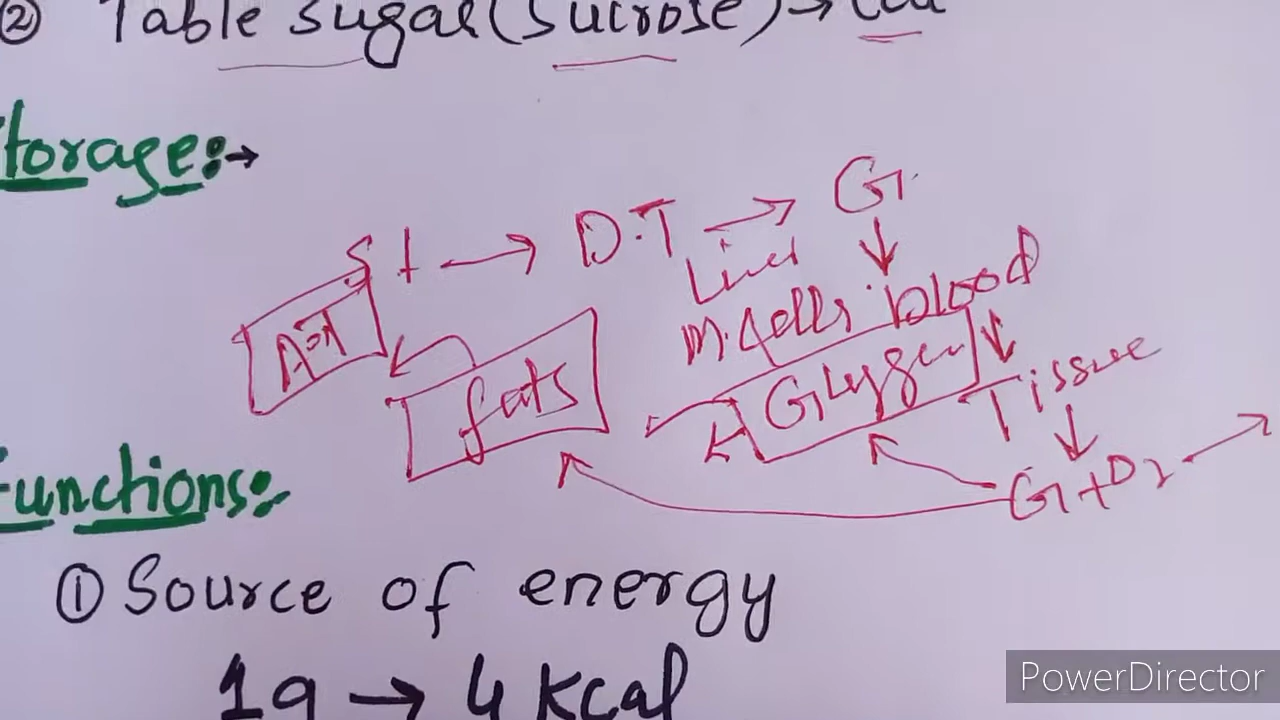 ② Table sugar (Sucrose) →
Storage:→
St → D.T → G
Liver
M. Cells blood
A.T
fats
Glygen
Tissue
G + O2 →
Functions:
① Source of energy
1g → 4 Kcal
PowerDirector